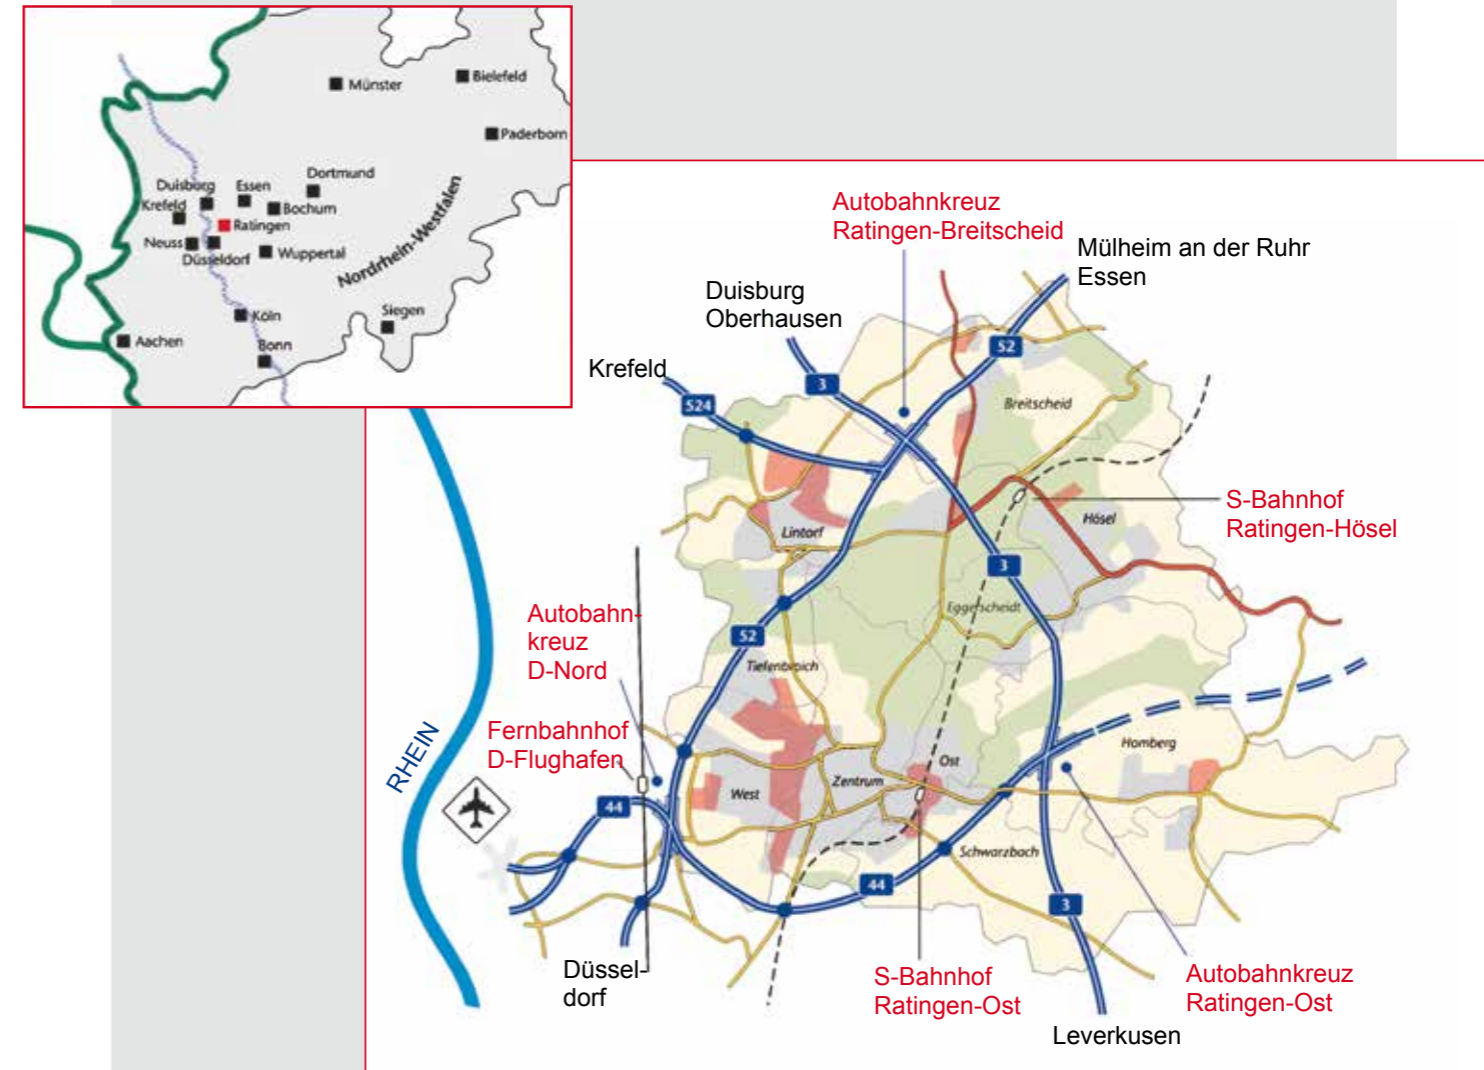 Münster
Bielefeld
Paderborn
Dortmund
Duisburg
Essen
Krefeld
Bochum
Ratingen
Neuss
Düsseldorf
Wuppertal
Nordrhein-Westfalen
Köln
Siegen
Aachen
Bonn
Autobahnkreuz
Ratingen-Breitscheid
Mülheim an der Ruhr
Essen
Duisburg
Oberhausen
Krefeld
52
3
524
Breitscheid
S-Bahnhof
Ratingen-Hösel
Hösel
Lintorf
3
Eggerscheidt
Autobahn-
kreuz
D-Nord
52
Tiefenbroich
Fernbahnhof
D-Flughafen
RHEIN
Homberg
Ost
Zentrum
West
44
Schwarzbach
44
3
Düssel-
dorf
S-Bahnhof
Ratingen-Ost
Autobahnkreuz
Ratingen-Ost
Leverkusen